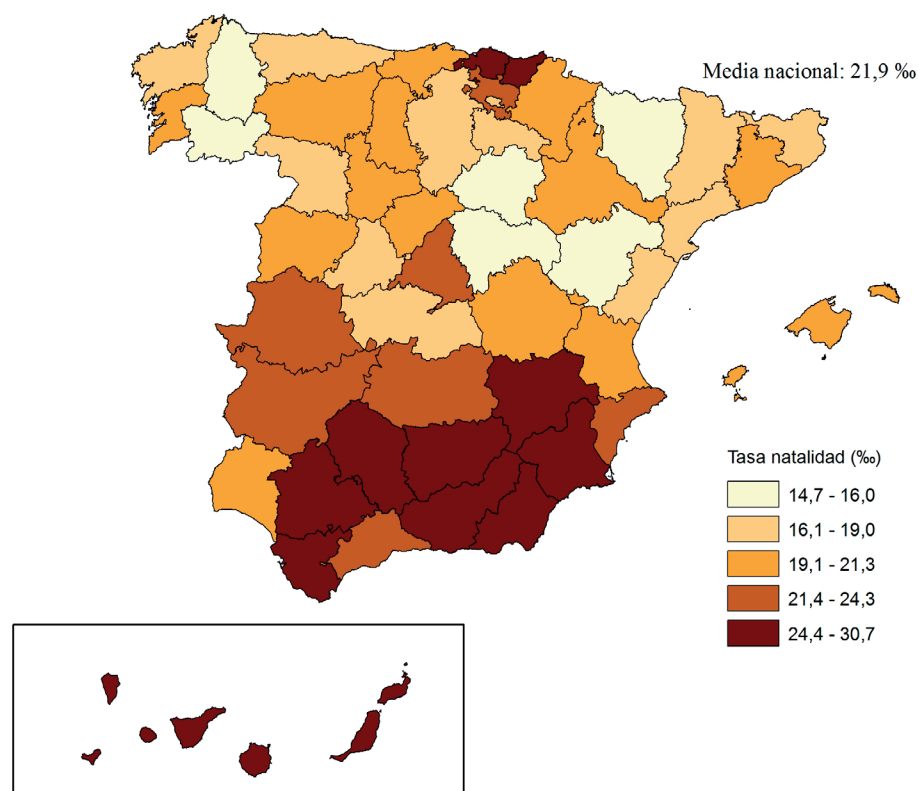 Media nacional: 21,9 ‰
Tasa natalidad (‰)
14,7 - 16,0
16,1 - 19,0
19,1 - 21,3
21,4 - 24,3
24,4 - 30,7